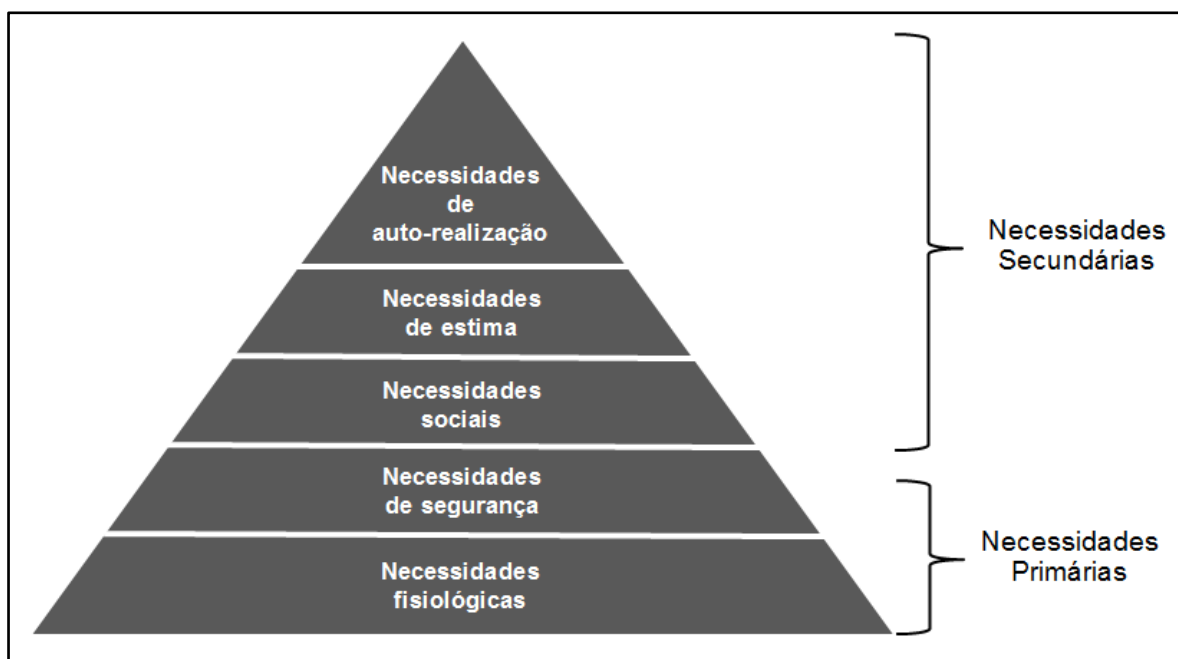 Necessidades
de
auto-realização
Necessidades
de estima
Necessidades
sociais
Necessidades
de segurança
Necessidades
fisiológicas
Necessidades
Secundárias
Necessidades
Primárias